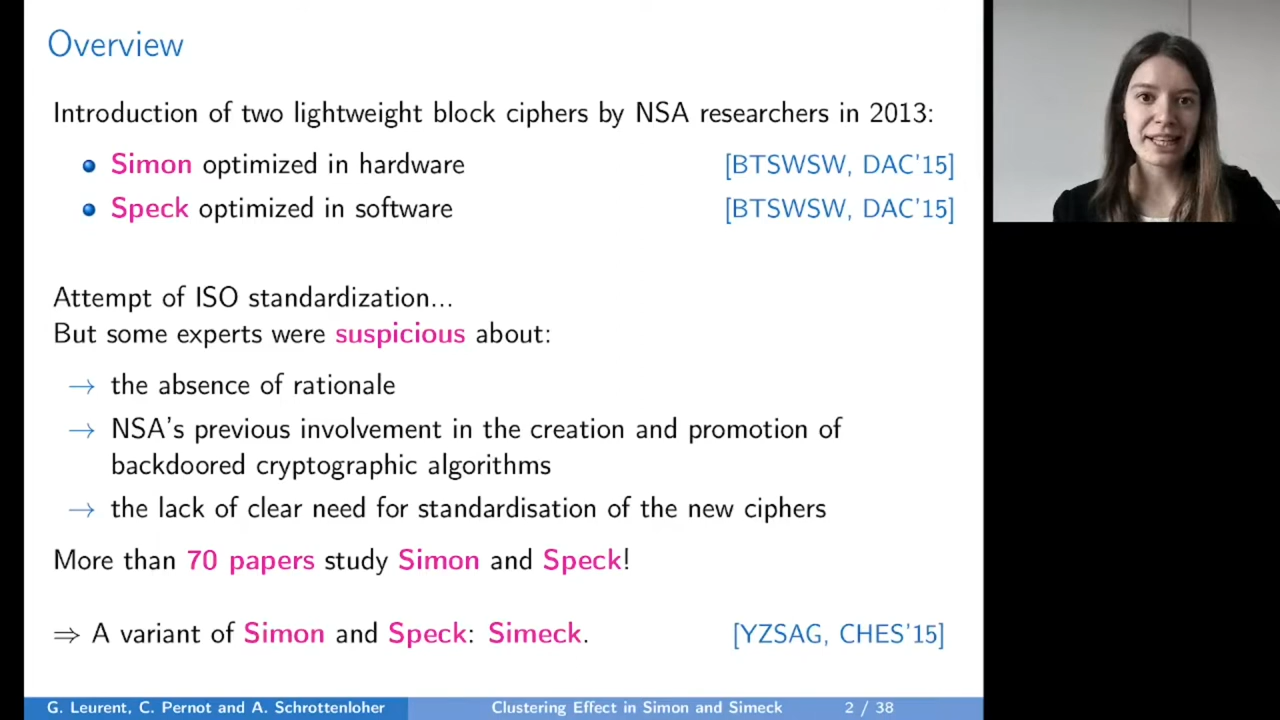 Overview
Introduction of two lightweight block ciphers by NSA researchers in 2013:
• Simon optimized in hardware [BTSWSW, DAC'15]
• Speck optimized in software [BTSWSW, DAC'15]
Attempt of ISO standardization...
But some experts were suspicious about:
→ the absence of rationale
→ NSA's previous involvement in the creation and promotion of
backdoored cryptographic algorithms
→ the lack of clear need for standardisation of the new ciphers
More than 70 papers study Simon and Speck!
⇒ A variant of Simon and Speck: Simeck. [YZSAG, CHES'15]
G. Leurent, C. Pernot and A. Schrottenloher Clustering Effect in Simon and Simeck 2 / 38